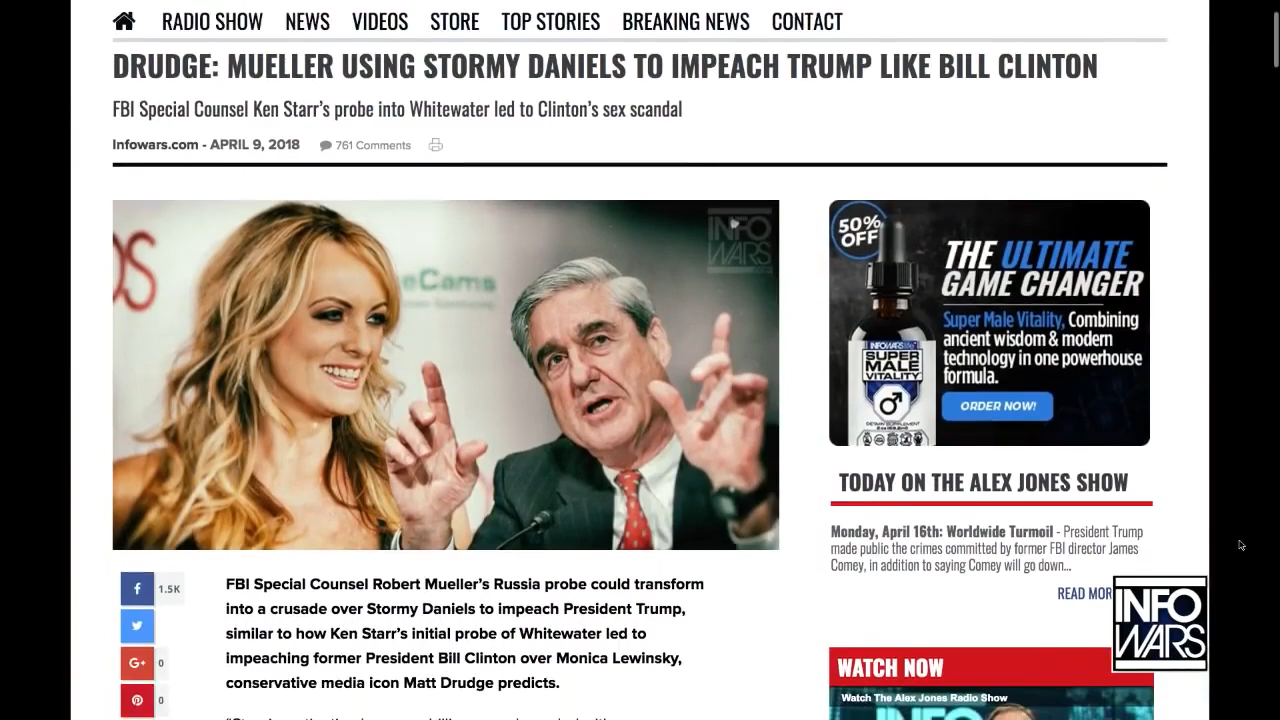 RADIO SHOW NEWS VIDEOS STORE TOP STORIES BREAKING NEWS CONTACT
DRUDGE: MUELLER USING STORMY DANIELS TO IMPEACH TRUMP LIKE BILL CLINTON
FBI Special Counsel Ken Starr’s probe into Whitewater led to Clinton’s sex scandal
Infowars.com - APRIL 9, 2018 761 Comments
INFO
WARS
eCams
FBI Special Counsel Robert Mueller’s Russia probe could transform
into a crusade over Stormy Daniels to impeach President Trump,
similar to how Ken Starr’s initial probe of Whitewater led to
impeaching former President Bill Clinton over Monica Lewinsky,
conservative media icon Matt Drudge predicts.
f 1.5K
G+ 0
0
50%
OFF
THE ULTIMATE
GAME CHANGER
Super Male Vitality, Combining
ancient wisdom & modern
technology in one powerhouse
formula.
ORDER NOW!
INFOWARS life
SUPER
MALE
VITALITY
TODAY ON THE ALEX JONES SHOW
Monday, April 16th: Worldwide Turmoil - President Trump
made public the crimes committed by former FBI director James
Comey, in addition to saying Comey will go down...
READ MOR
INFO
WARS
WATCH NOW
Watch The Alex Jones Radio Show
INFO